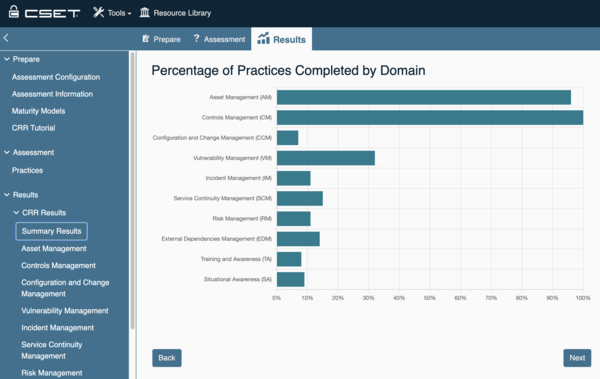 CSET
Tools
Resource Library
Prepare
Assessment
Results
Prepare
Assessment Configuration
Assessment Information
Maturity Models
CRR Tutorial
Assessment
Practices
Results
CRR Results
Summary Results
Asset Management
Controls Management
Configuration and Change
Management
Vulnerability Management
Incident Management
Service Continuity
Management
Risk Management
Percentage of Practices Completed by Domain
Asset Management (AM)
Controls Management (CM)
Configuration and Change Management (CCM)
Vulnerability Management (VM)
Incident Management (IM)
Service Continuity Management (SCM)
Risk Management (RM)
External Dependencies Management (EDM)
Training and Awareness (TA)
Situational Awareness (SA)
0% 10% 20% 30% 40% 50% 60% 70% 80% 90% 100%
Back
Next